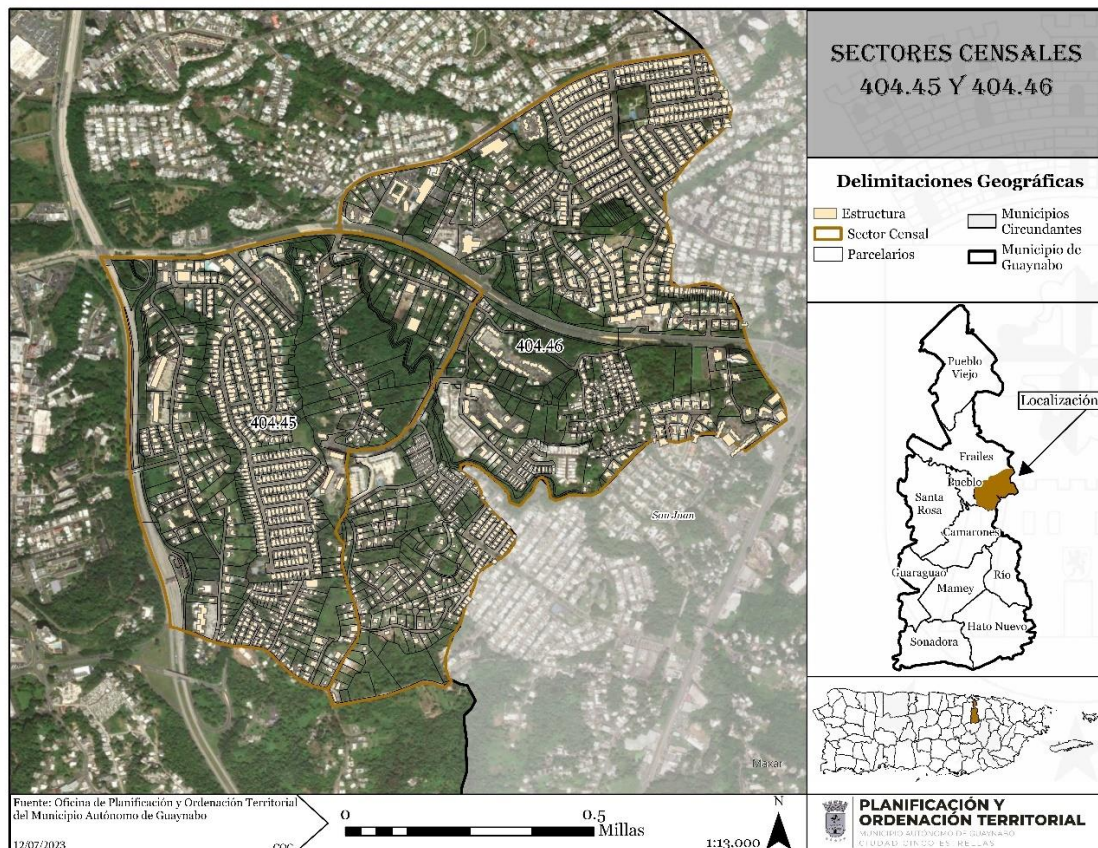 SECTORES CENSALES
404.45 Y 404.46
Delimitaciones Geográficas
Estructura
Sector Censal
Parcelarios
Municipios
Circundantes
Municipio de
Guaynabo
404.46
404.45
San Juan
Maxar
Pueblo
Viejo
Localización
Frailes
Pueblo
Santa
Rosa
Camarones
Guaraguao
Río
Mamey
Hato Nuevo
Sonadora
Fuente: Oficina de Planificación y Ordenación Territorial
del Municipio Autónomo de Guaynabo
12/07/2023
0 0.5
Millas
1:13,000
N
PLANIFICACIÓN Y
ORDENACIÓN TERRITORIAL
MUNICIPIO AUTÓNOMO DE GUAYNABO
CIUDAD CINCO ESTRELLAS